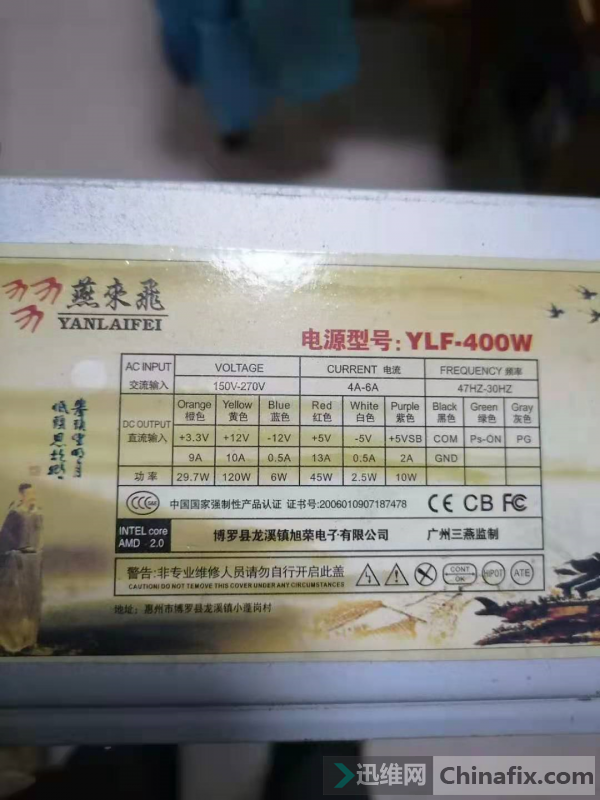 燕來飛
YANLAIFEI
电源型号: YLF-400W
AC INPUT 交流输入 VOLTAGE CURRENT 电流 FREQUENCY 频率
150V-270V 4A-6A 47HZ-30HZ
DC OUTPUT 直流输出 Orange 橙色 Yellow 黄色 Blue 蓝色 Red 红色 White 白色 Purple 紫色 Black 黑色 Green 绿色 Gray 灰色
+3.3V +12V -12V +5V -5V +5VSB COM Ps-ON PG
9A 10A 0.5A 13A 0.5A 2A GND
功率 29.7W 120W 6W 45W 2.5W 10W
CCC 中国国家强制性产品认证 证书号:2006010907187478 CE CB FC
INTEL core
AMD 2.0
博罗县龙溪镇旭荣电子有限公司 广州三燕监制
警告:非专业维修人员请勿自行开启此盖
CAUTIONI DO NOT REMOVE THIS COVER UNDER ANY CIRCUMSTANCES
CONT OK HIPOT ATE
地址: 惠州市博罗县龙溪镇小蓬岗村
迅维网 Chinafix.com